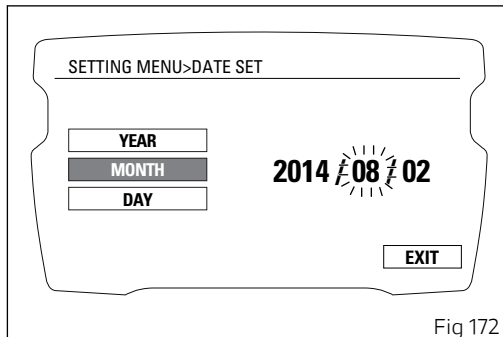 SETTING MENU>DATE SET
YEAR
MONTH
DAY
2014 / 08 / 02
EXIT
Fig 172